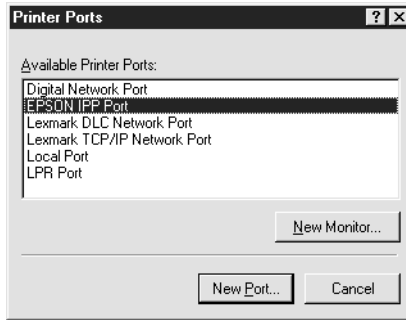 Printer Ports
Available Printer Ports:
Digital Network Port
EPSON IPP Port
Lexmark DLC Network Port
Lexmark TCP/IP Network Port
Local Port
LPR Port
New Monitor...
New Port...
Cancel